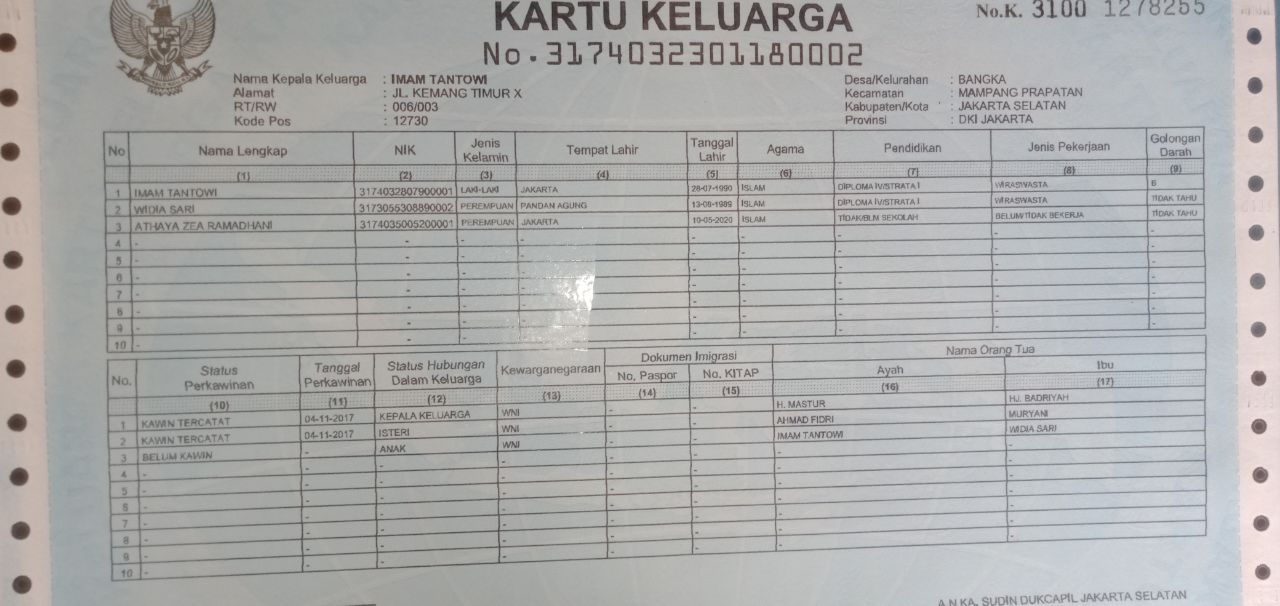 KARTU KELUARGA
No.K. 3100 1278255
No.3174032301180002
Nama Kepala Keluarga : IMAM TANTOWI
Alamat : JL. KEMANG TIMUR X
RT/RW : 006/003
Kode Pos : 12730
Desa/Kelurahan : BANGKA
Kecamatan : MAMPANG PRAPATAN
Kabupaten/Kota : JAKARTA SELATAN
Provinsi : DKI JAKARTA
No Nama Lengkap NIK Jenis Kelamin Tempat Lahir Tanggal Lahir Agama Pendidikan Jenis Pekerjaan Golongan Darah
(1) (2) (3) (4) (5) (6) (7) (8) (9)
1 IMAM TANTOWI 3174032807900001 LAKI-LAKI JAKARTA 28-07-1990 ISLAM DIPLOMA IV/STRATA I WIRASWASTA B
2 WIDIA SARI 3173055308890002 PEREMPUAN PANDAN AGUNG 13-08-1989 ISLAM DIPLOMA IV/STRATA I WIRASWASTA TIDAK TAHU
3 ATHAYA ZEA RAMADHANI 3174035005200001 PEREMPUAN JAKARTA 10-05-2020 ISLAM TIDAK/BLM SEKOLAH BELUM/TIDAK BEKERJA TIDAK TAHU
4 - - - - - - - - -
5 - - - - - - - - -
6 - - - - - - - - -
7 - - - - - - - - -
8 - - - - - - - - -
9 - - - - - - - - -
10 - - - - - - - - -
No. Status Perkawinan Tanggal Perkawinan Status Hubungan Dalam Keluarga Kewarganegaraan Dokumen Imigrasi Nama Orang Tua
No. Paspor No. KITAP Ayah Ibu
(10) (11) (12) (13) (14) (15) (16) (17)
1 KAWIN TERCATAT 04-11-2017 KEPALA KELUARGA WNI - - H. MASTUR HJ. BADRIYAH
2 KAWIN TERCATAT 04-11-2017 ISTERI WNI - - AHMAD FIDRI MURYANI
3 BELUM KAWIN - ANAK WNI - - IMAM TANTOWI WIDIA SARI
4 - - - - - - - -
5 - - - - - - - -
6 - - - - - - - -
7 - - - - - - - -
8 - - - - - - - -
9 - - - - - - - -
10 - - - - - - - -
A.N KA. SUDIN DUKCAPIL JAKARTA SELATAN